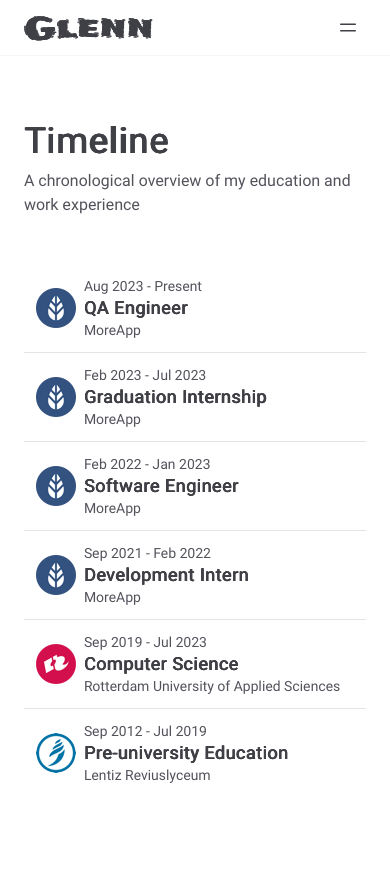 GLENN
Timeline
A chronological overview of my education and
work experience
Aug 2023 - Present
QA Engineer
MoreApp
Feb 2023 - Jul 2023
Graduation Internship
MoreApp
Feb 2022 - Jan 2023
Software Engineer
MoreApp
Sep 2021 - Feb 2022
Development Intern
MoreApp
Sep 2019 - Jul 2023
Computer Science
Rotterdam University of Applied Sciences
Sep 2012 - Jul 2019
Pre-university Education
Lentiz Reviuslyceum